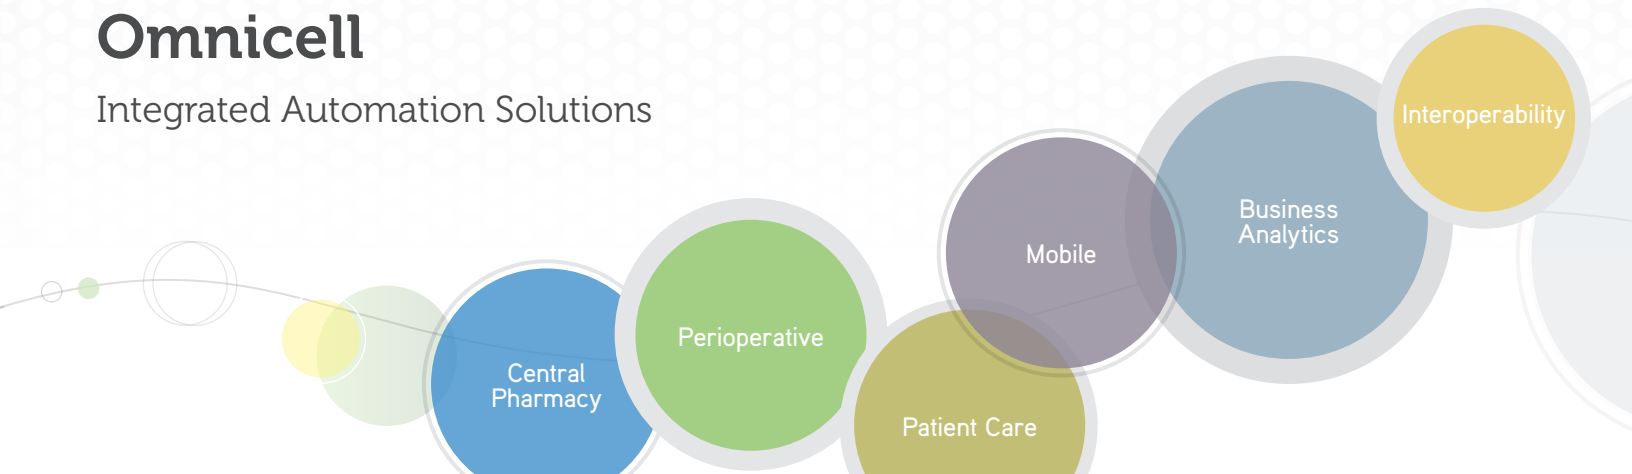 Omnicell
Integrated Automation Solutions
Central
Pharmacy
Perioperative
Patient Care
Mobile
Business
Analytics
Interoperability